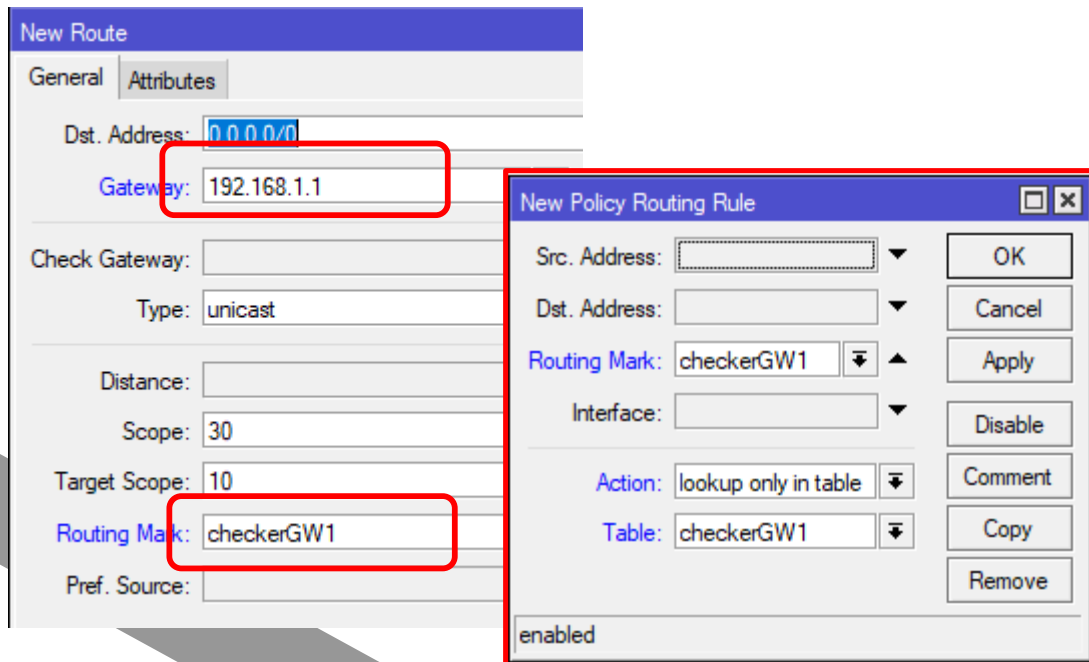 New Route
General Attributes
Dst. Address: 0.0.0.0/0
Gateway: 192.168.1.1
Check Gateway:
Type: unicast
Distance:
Scope: 30
Target Scope: 10
Routing Mark: checkerGW1
Pref. Source:
New Policy Routing Rule
Src. Address:
Dst. Address:
Routing Mark: checkerGW1
Interface:
Action: lookup only in table
Table: checkerGW1
OK
Cancel
Apply
Disable
Comment
Copy
Remove
enabled